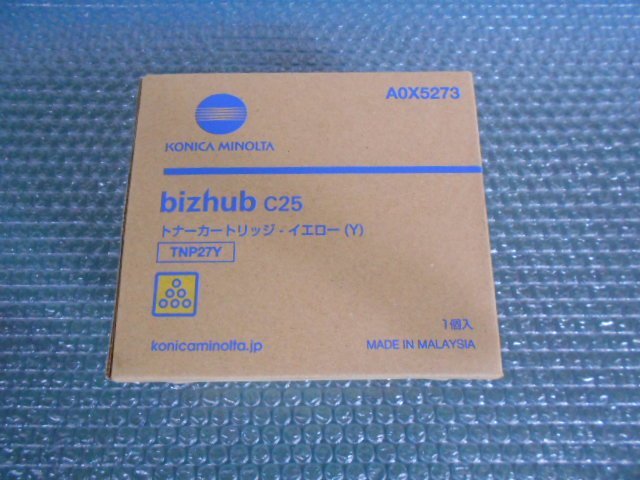 A0X5273
KONICA MINOLTA
bizhub C25
トナーカートリッジ - イエロー (Y)
TNP27Y
1個入
konicaminolta.jp
MADE IN MALAYSIA